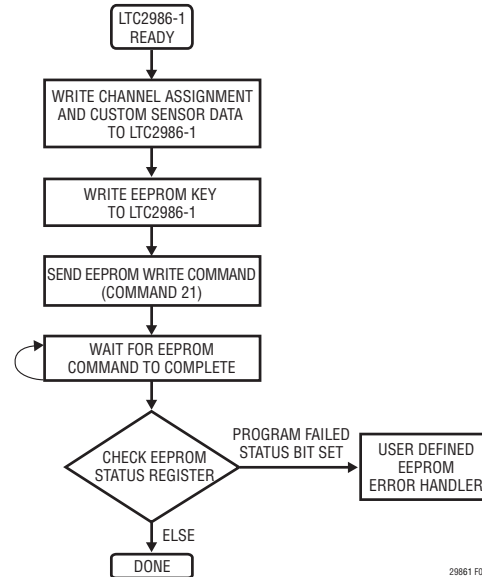 LTC2986-1
READY
WRITE CHANNEL ASSIGNMENT
AND CUSTOM SENSOR DATA
TO LTC2986-1
WRITE EEPROM KEY
TO LTC2986-1
SEND EEPROM WRITE COMMAND
(COMMAND 21)
WAIT FOR EEPROM
COMMAND TO COMPLETE
CHECK EEPROM
STATUS REGISTER
PROGRAM FAILED
STATUS BIT SET
USER DEFINED
EEPROM
ERROR HANDLER
ELSE
DONE
29861 F0